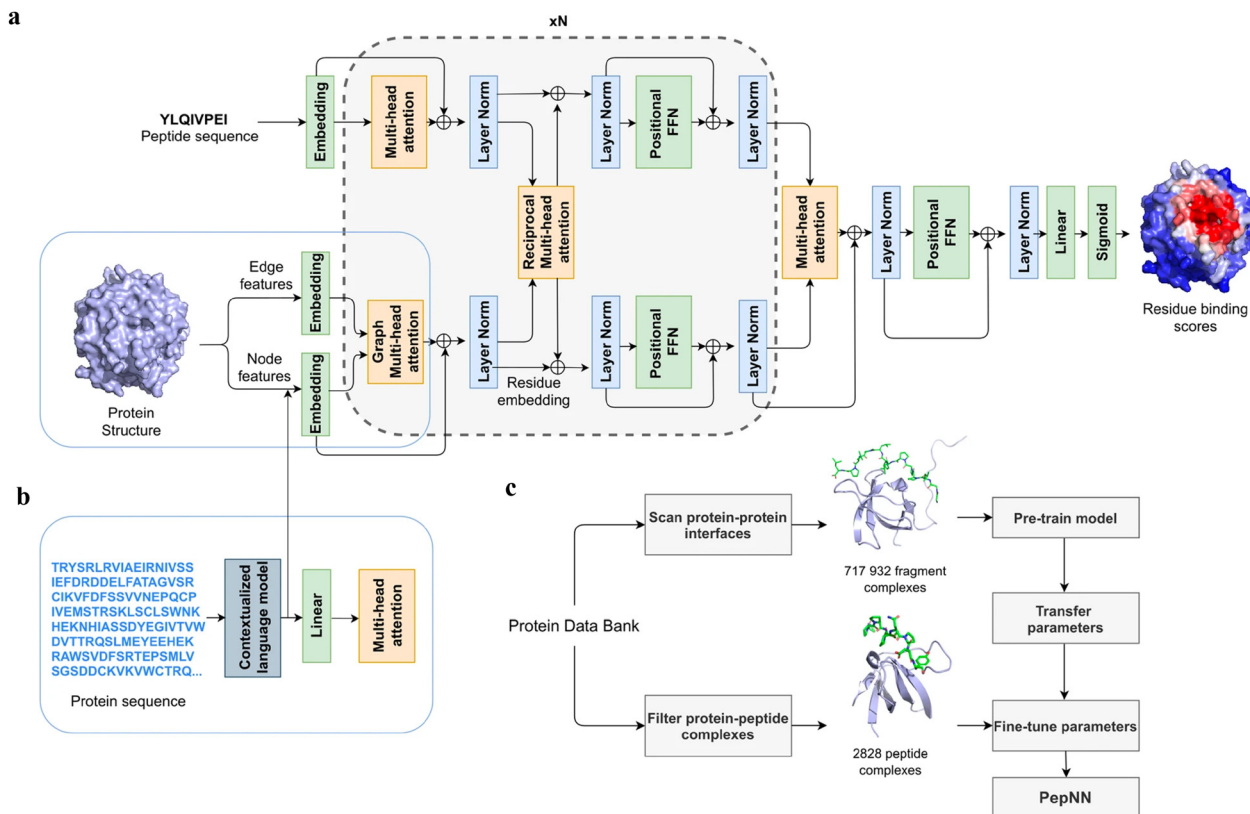 a
xN
YLQIVPEI
Peptide sequence
Embedding
Multi-head
attention
Layer Norm
Layer Norm
Positional
FFN
Layer Norm
Reciprocal
Multi-head
attention
Multi-head
attention
Layer Norm
Positional
FFN
Layer Norm
Linear
Sigmoid
Residue binding
scores
Edge
features
Embedding
Node
features
Embedding
Graph
Multi-head
attention
Layer Norm
Residue
embedding
Layer Norm
Positional
FFN
Layer Norm
Protein
Structure
b
TRYSRLRVIAEIRNIVSS
IEFDRDDELFATAGVSR
CIKVFDFSSVVNEPQCP
IVEMSTRSKLSCLSWNK
HEKNHIASSDYEGIVTVW
DVTTRQSLMEYEEHEK
RAWSVDFSRTEPSMLV
SGSDDCKVKVWCTRQ...
Protein sequence
Contextualized
language model
Linear
Multi-head
attention
c
Protein Data Bank
Scan protein-protein
interfaces
717 932 fragment
complexes
Pre-train model
Transfer
parameters
Filter protein-peptide
complexes
2828 peptide
complexes
Fine-tune parameters
PepNN